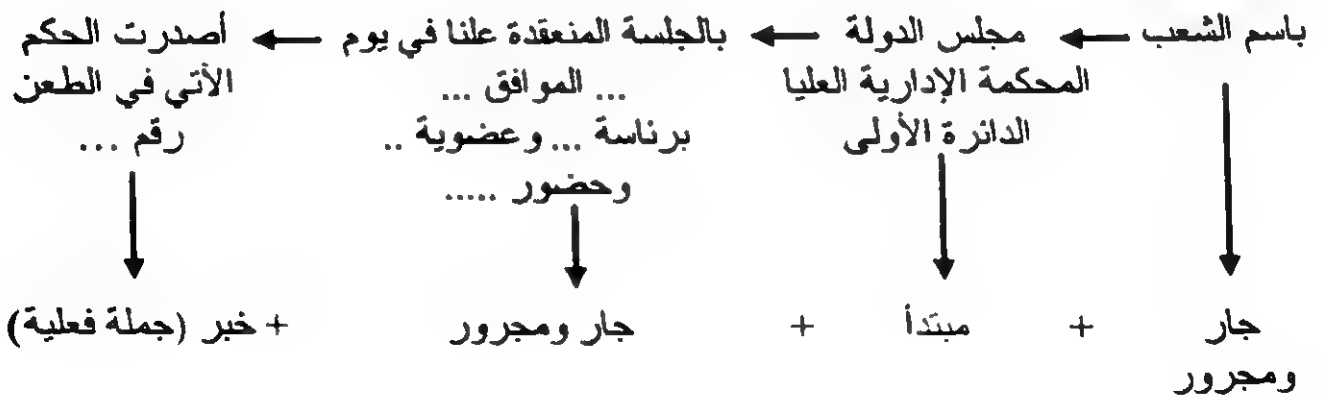 باسم الشعب
مجلس الدولة
المحكمة الإدارية العليا
الدائرة الأولى
بالجلسة المنعقدة علنا في يوم
... الموافق ...
برئاسة ... وعضوية ..
وحضور .....
أصدرت الحكم
الآتي في الطعن
رقم ...
جار
ومجرور
+
مبتدأ
+
جار ومجرور
+ خبر (جملة فعلية)